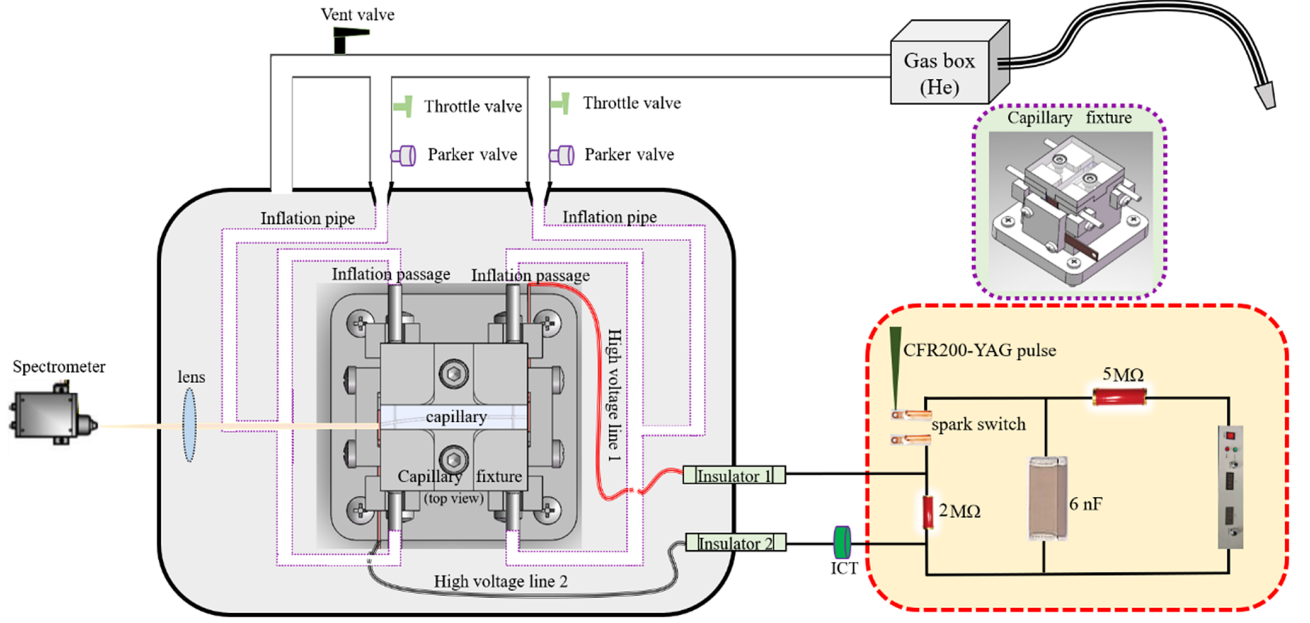 Vent valve
Gas box
(He)
Throttle valve
Throttle valve
Parker valve
Parker valve
Capillary fixture
Inflation pipe
Inflation pipe
Inflation passage
Inflation passage
High voltage line 1
Spectrometer
lens
capillary
Capillary fixture
(top view)
CFR200-YAG pulse
5MΩ
spark switch
Insulator 1
2MΩ
6 nF
Insulator 2
ICT
High voltage line 2